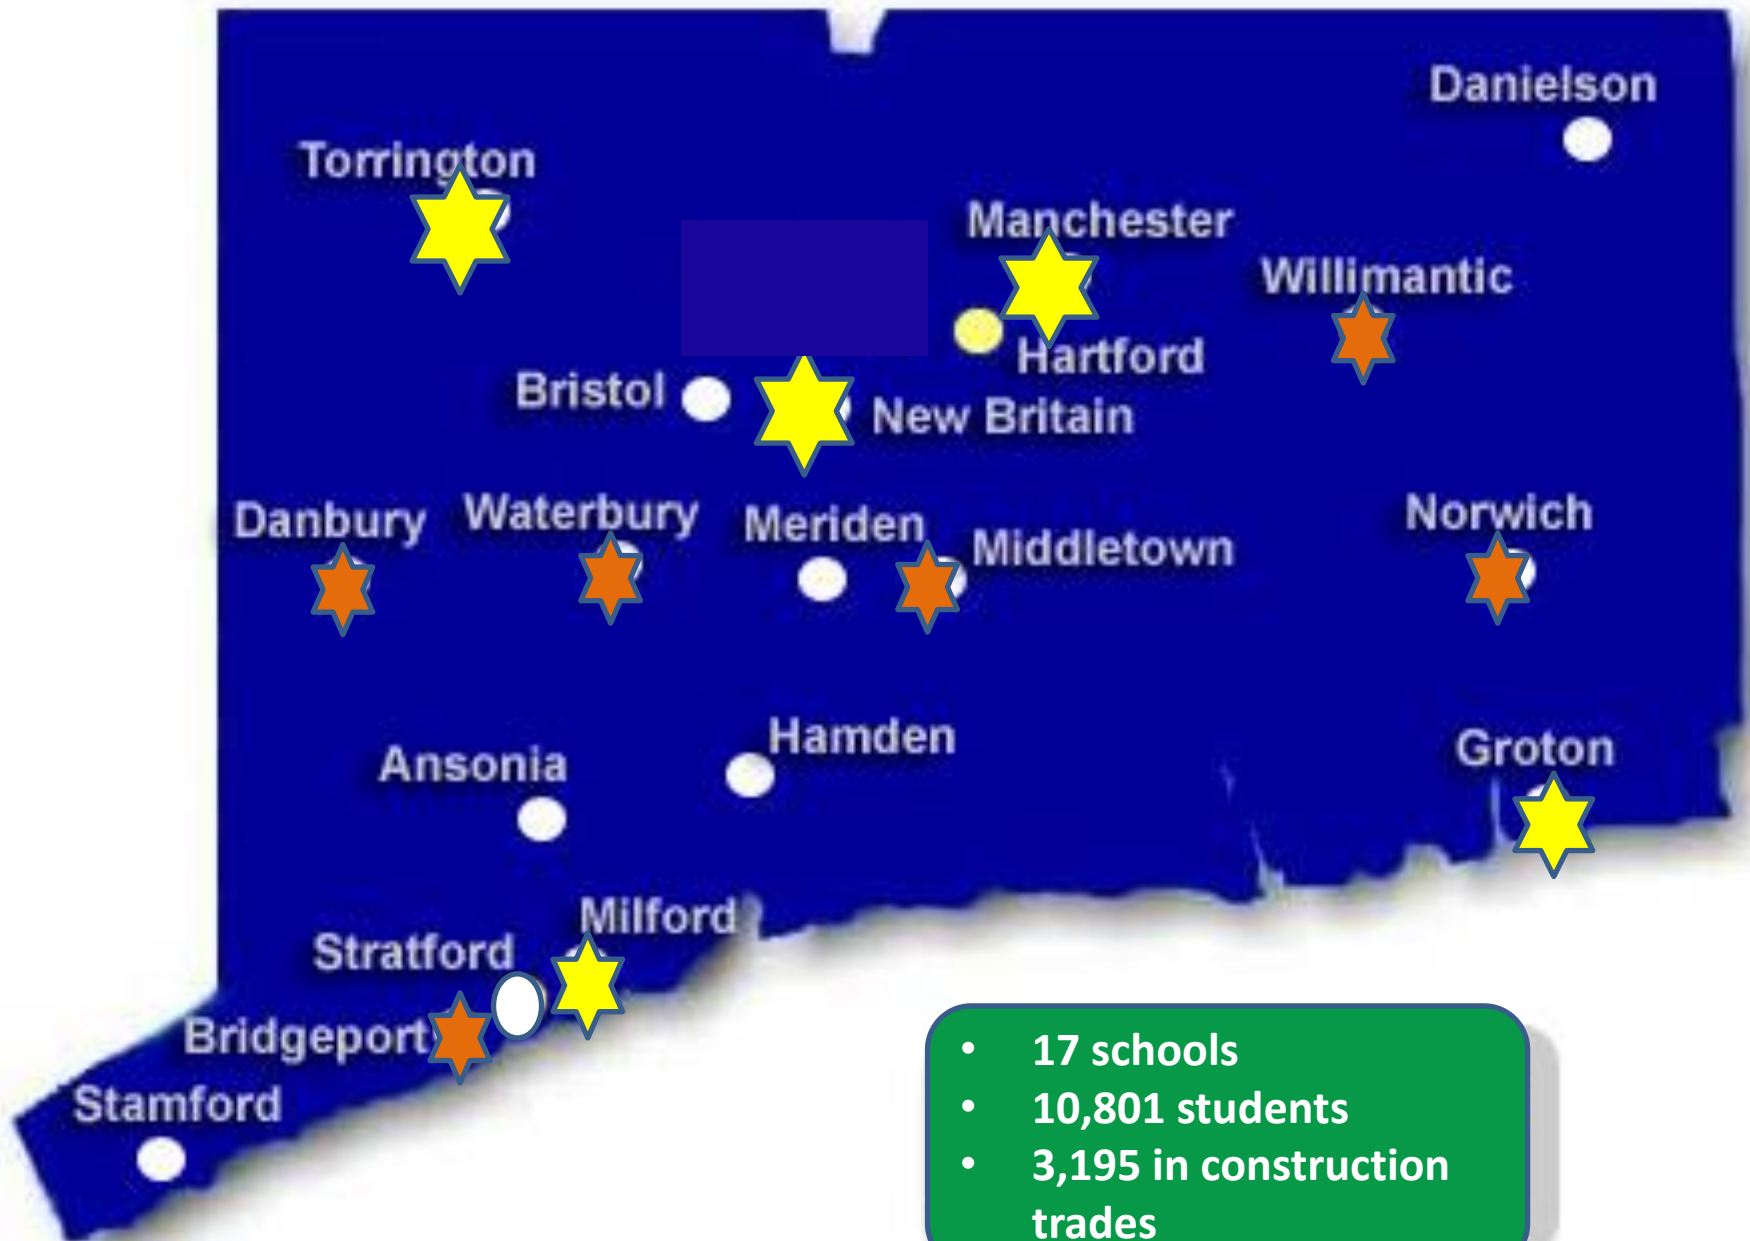 Danielson
Torrington
Manchester
Willimantic
Hartford
Bristol
New Britain
Danbury
Waterbury
Meriden
Middletown
Norwich
Hamden
Groton
Ansonia
Milford
Stratford
Bridgeport
Stamford
• 17 schools
• 10,801 students
• 3,195 in construction
trades